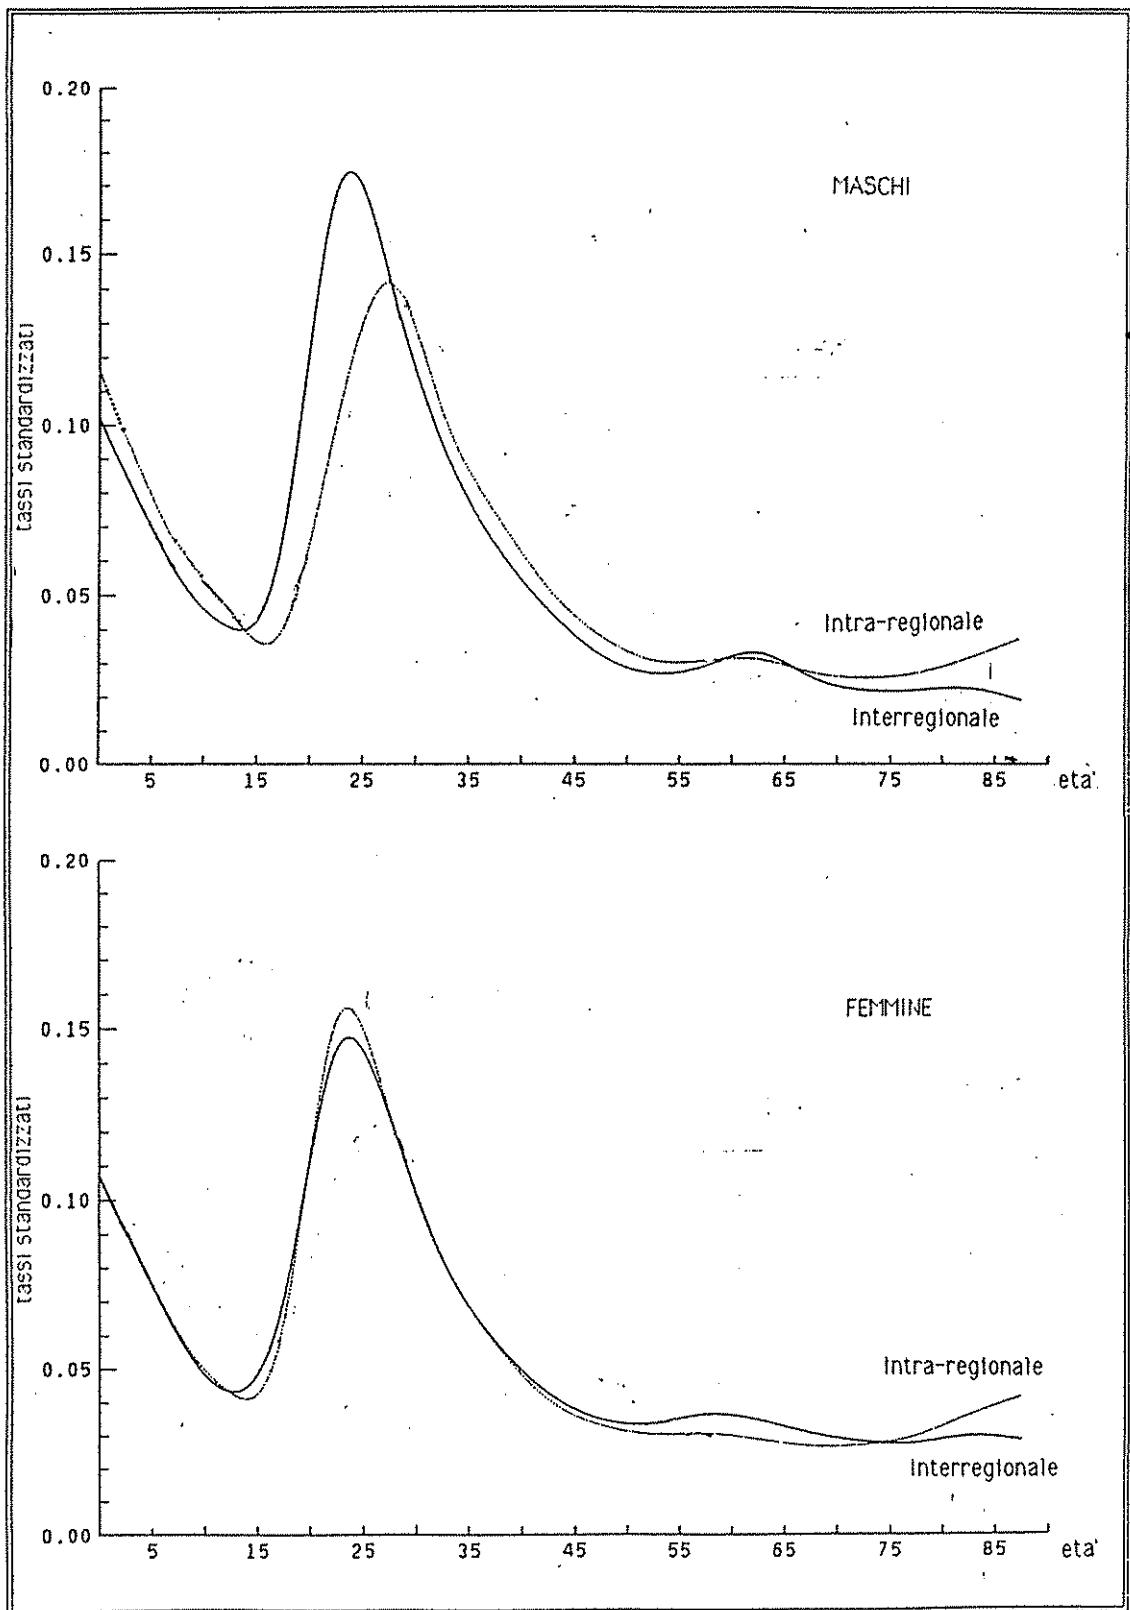 0.20
MASCHI
0.15
tassi standardizzati
0.10
0.05
Intra-regionale
Interregionale
0.00
5 15 25 35 45 55 65 75 85 eta'
0.20
FEMMINE
0.15
tassi standardizzati
0.10
0.05
Intra-regionale
Interregionale
0.00
5 15 25 35 45 55 65 75 85 eta'